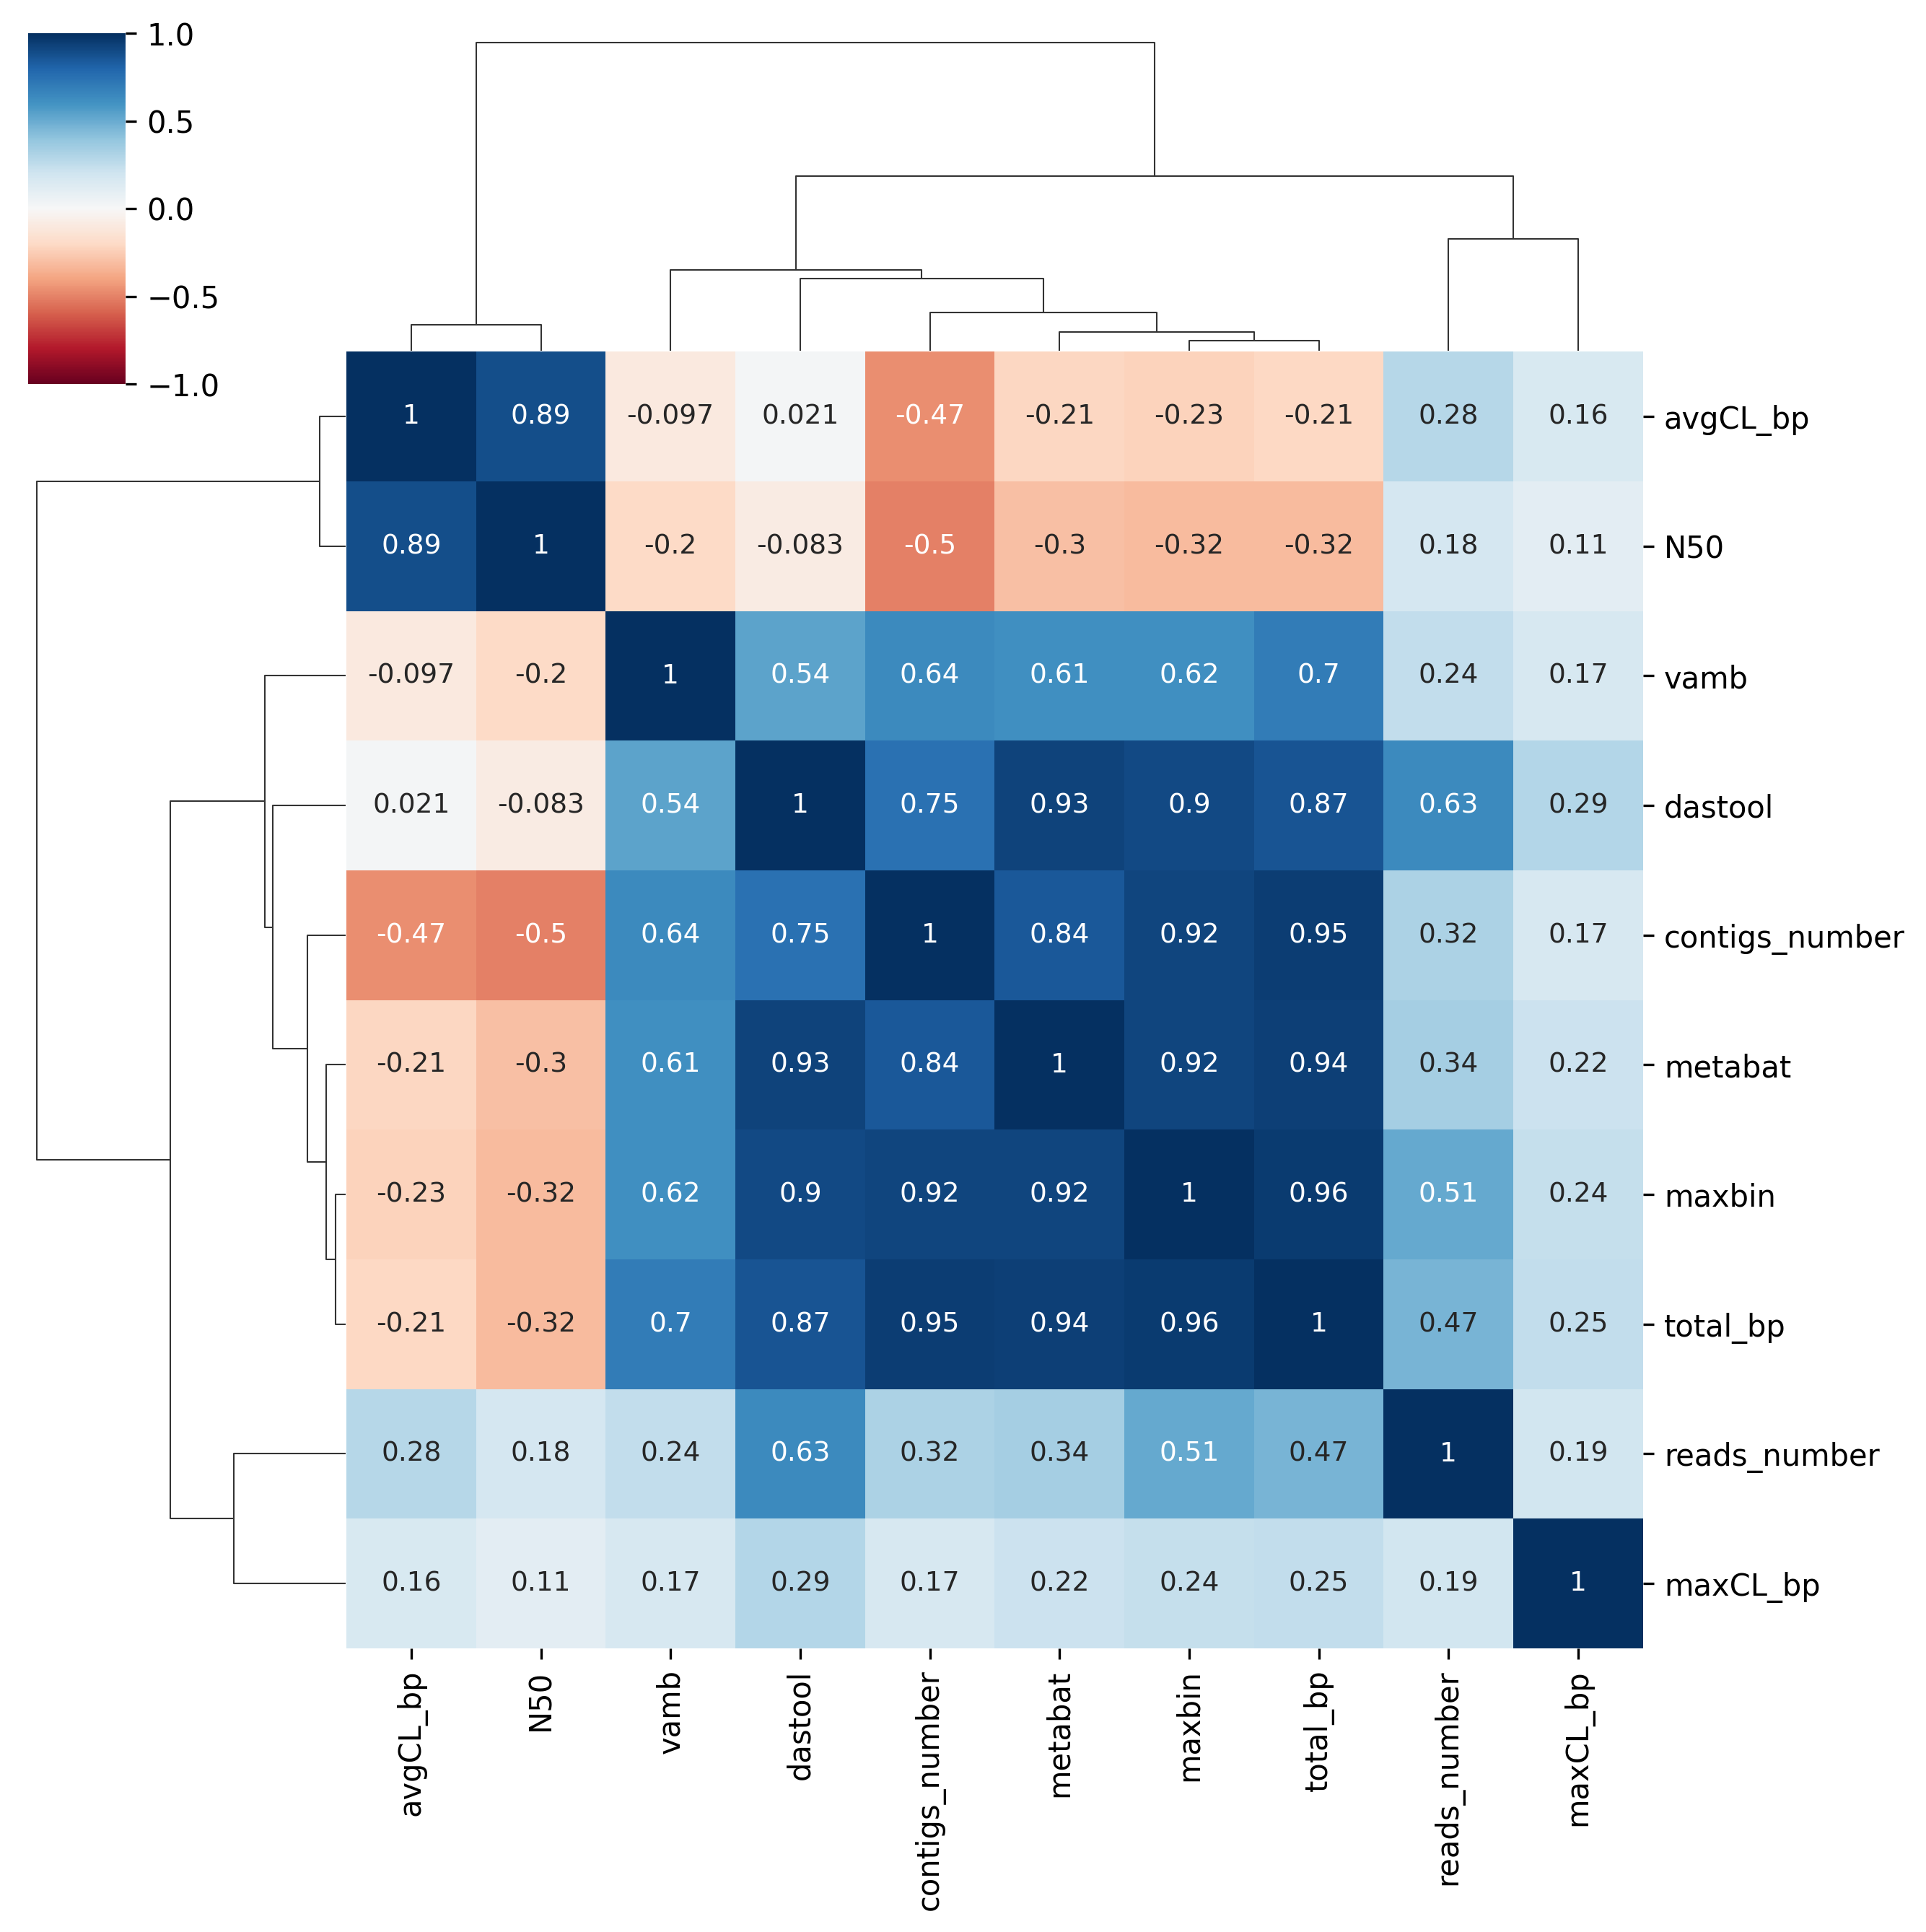 1.0
0.5
0.0
−0.5
−1.0
1 0.89 -0.097 0.021 -0.47 -0.21 -0.23 -0.21 0.28 0.16 avgCL_bp
0.89 1 -0.2 -0.083 -0.5 -0.3 -0.32 -0.32 0.18 0.11 N50
-0.097 -0.2 1 0.54 0.64 0.61 0.62 0.7 0.24 0.17 vamb
0.021 -0.083 0.54 1 0.75 0.93 0.9 0.87 0.63 0.29 dastool
-0.47 -0.5 0.64 0.75 1 0.84 0.92 0.95 0.32 0.17 contigs_number
-0.21 -0.3 0.61 0.93 0.84 1 0.92 0.94 0.34 0.22 metabat
-0.23 -0.32 0.62 0.9 0.92 0.92 1 0.96 0.51 0.24 maxbin
-0.21 -0.32 0.7 0.87 0.95 0.94 0.96 1 0.47 0.25 total_bp
0.28 0.18 0.24 0.63 0.32 0.34 0.51 0.47 1 0.19 reads_number
0.16 0.11 0.17 0.29 0.17 0.22 0.24 0.25 0.19 1 maxCL_bp
avgCL_bp
N50
vamb
dastool
contigs_number
metabat
maxbin
total_bp
reads_number
maxCL_bp